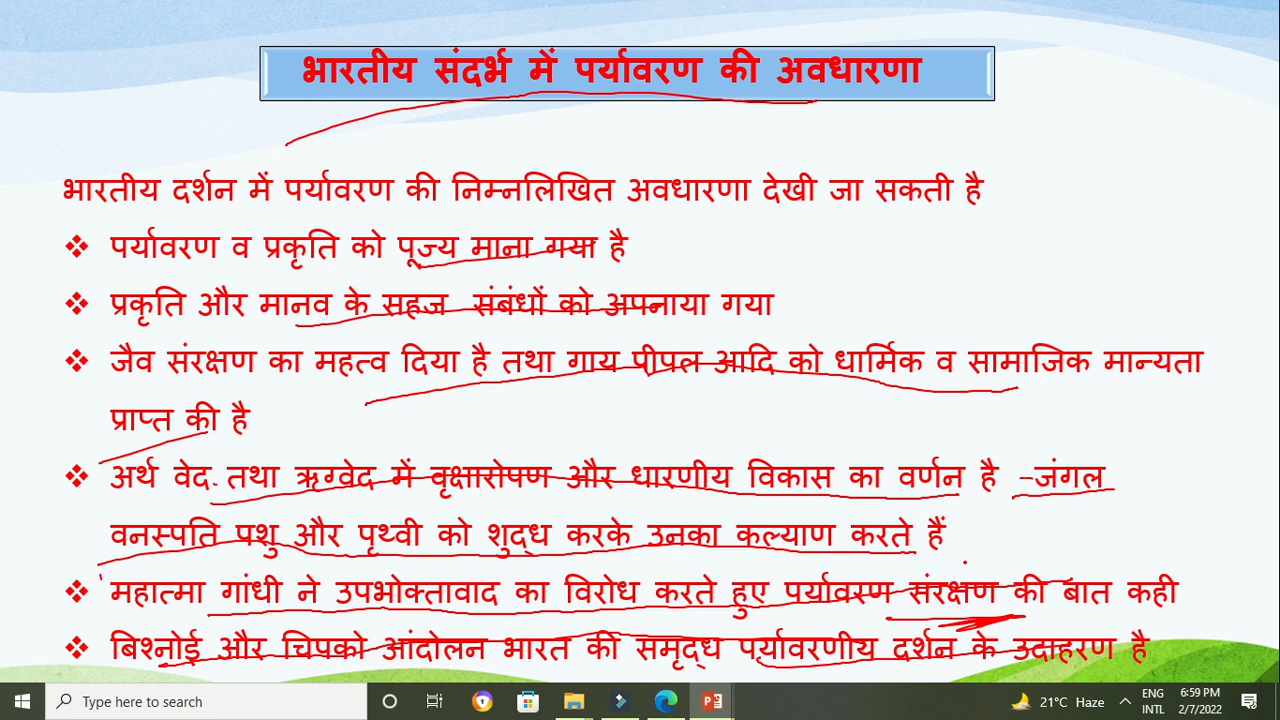 भारतीय संदर्भ में पर्यावरण की अवधारणा
भारतीय दर्शन में पर्यावरण की निम्नलिखित अवधारणा देखी जा सकती है
❖ पर्यावरण व प्रकृति को पूज्य माना गया है
❖ प्रकृति और मानव के सहज संबंधों को अपनाया गया
❖ जैव संरक्षण का महत्व दिया है तथा गाय पीपल आदि को धार्मिक व सामाजिक मान्यता
प्राप्त की है
❖ अर्थ वेद तथा ऋग्वेद में वृक्षारोपण और धारणीय विकास का वर्णन है –जंगल
वनस्पति पशु और पृथ्वी को शुद्ध करके उनका कल्याण करते हैं
❖ महात्मा गांधी ने उपभोक्तावाद का विरोध करते हुए पर्यावरण संरक्षण की बात कही
❖ बिश्नोई और चिपको आंदोलन भारत की समृद्ध पर्यावरणीय दर्शन के उदाहरण है
Type here to search
21°C Haze
ENG
INTL
6:59 PM
2/7/2022